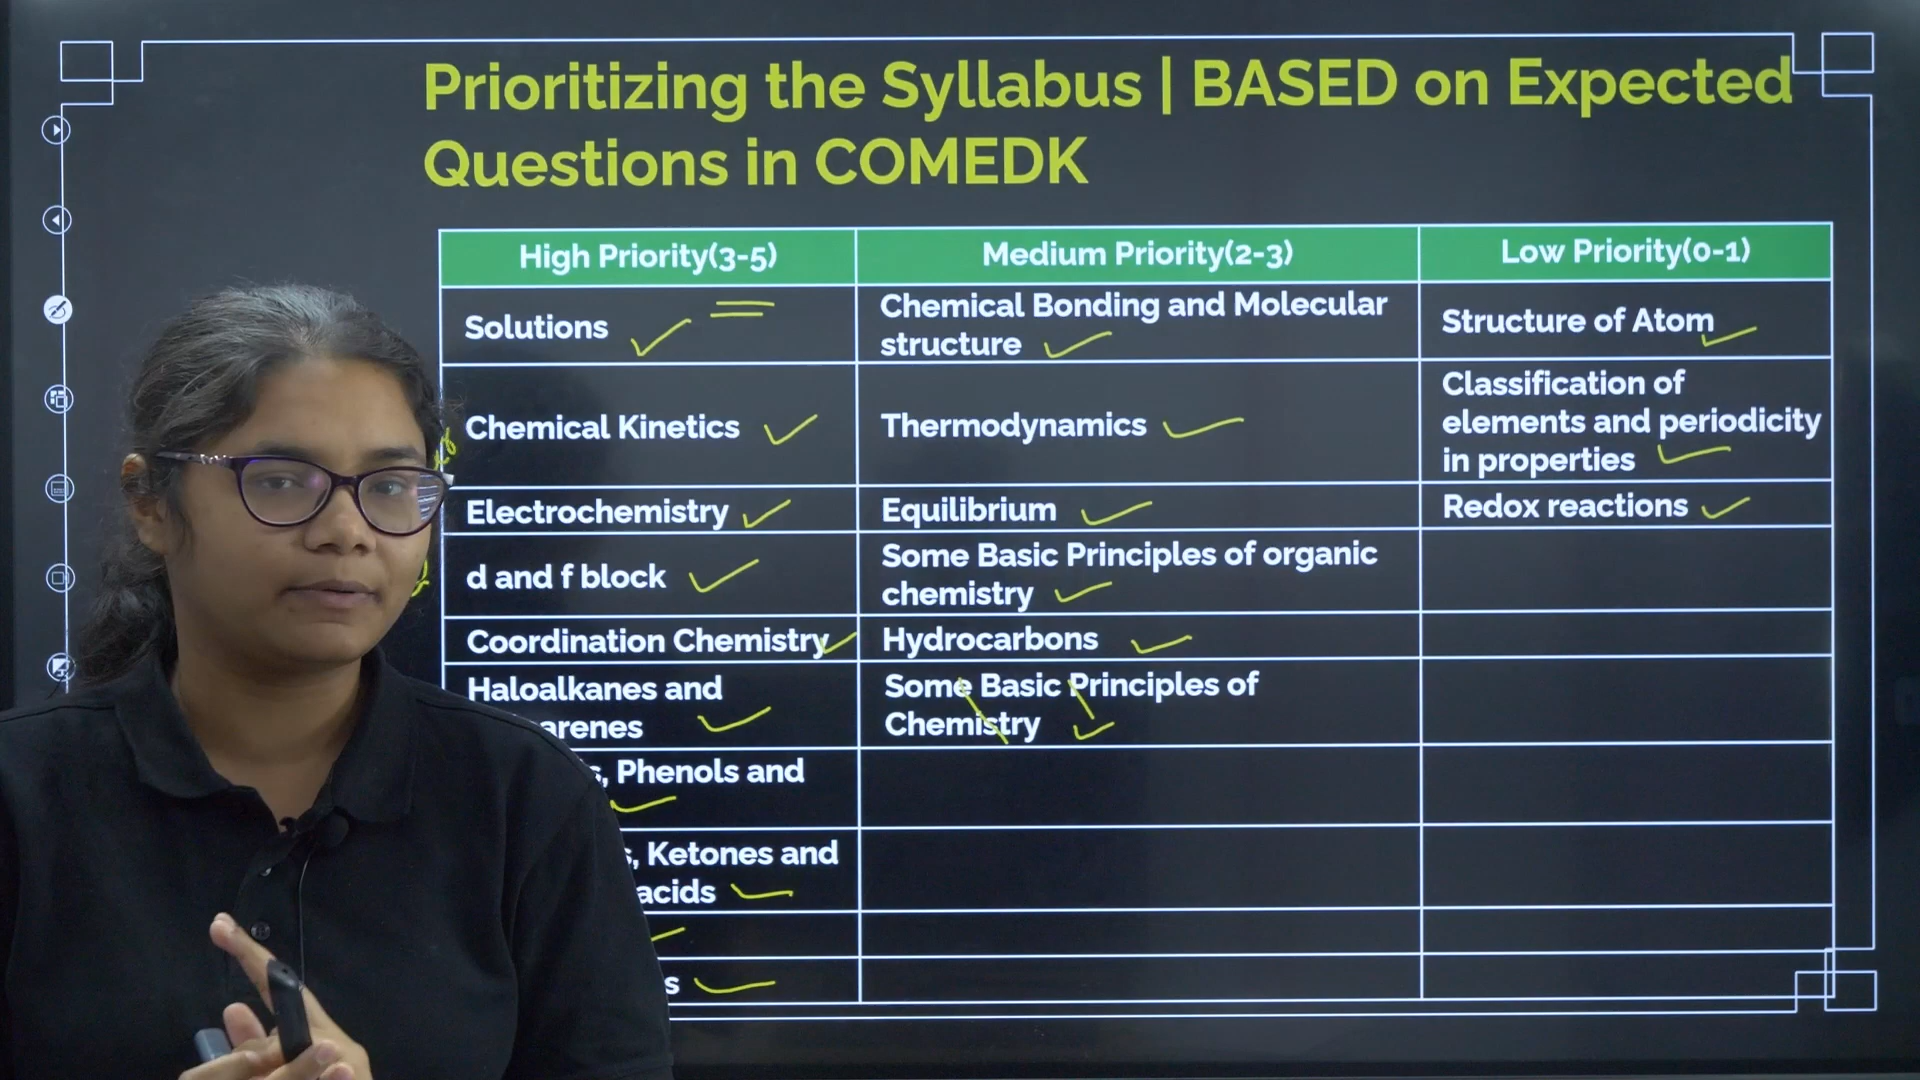 Prioritizing the Syllabus | BASED on Expected
Questions in COMEDK
High Priority(3-5)
Medium Priority(2-3)
Low Priority(0-1)
Solutions
Chemical Bonding and Molecular
structure
Structure of Atom
Chemical Kinetics
Thermodynamics
Classification of
elements and periodicity
in properties
Electrochemistry
Equilibrium
Redox reactions
d and f block
Some Basic Principles of organic
chemistry
Coordination Chemistry
Hydrocarbons
Haloalkanes and
arenes
Some Basic Principles of
Chemistry
, Phenols and
, Ketones and
acids